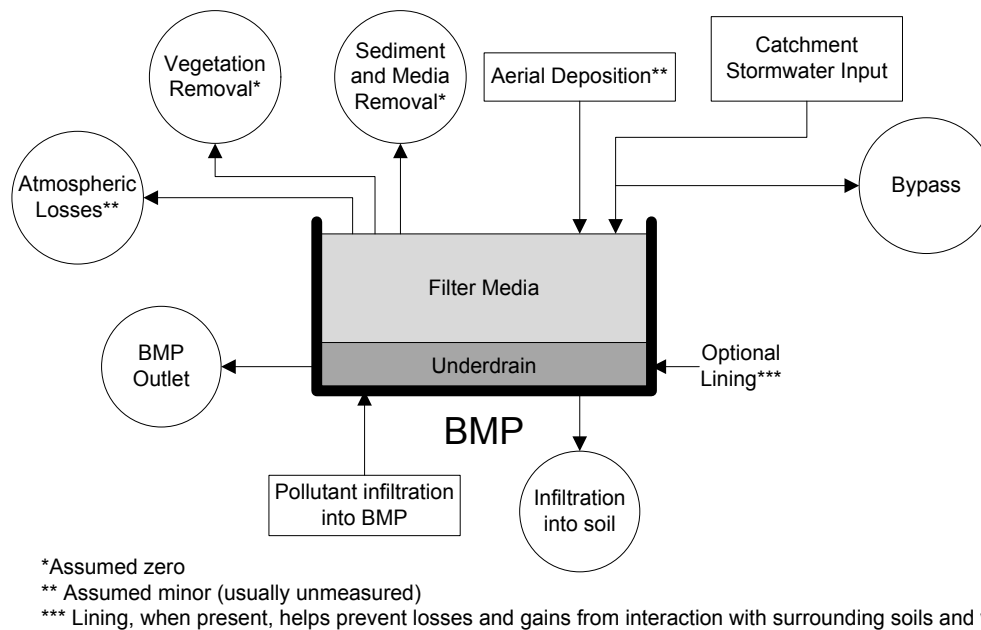 Vegetation
Removal*
Sediment
and Media
Removal*
Aerial Deposition**
Catchment
Stormwater Input
Atmospheric
Losses**
Bypass
Filter Media
BMP
Outlet
Underdrain
Optional
Lining***
BMP
Pollutant infiltration
into BMP
Infiltration
into soil
*Assumed zero
** Assumed minor (usually unmeasured)
*** Lining, when present, helps prevent losses and gains from interaction with surrounding soils and